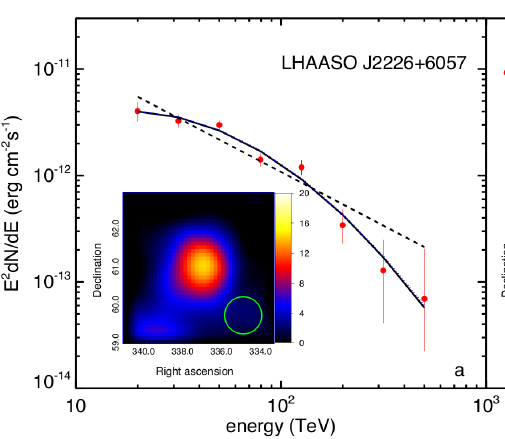 LHAASO J2226+6057
10⁻¹¹
10⁻¹²
10⁻¹³
10⁻¹⁴
E²dN/dE (erg cm⁻²s⁻¹)
20
16
12
8
4
0
62.0
61.0
60.0
59.0
Declination
340.0 338.0 336.0 334.0
Right ascension
a
10 10² 10³
energy (TeV)